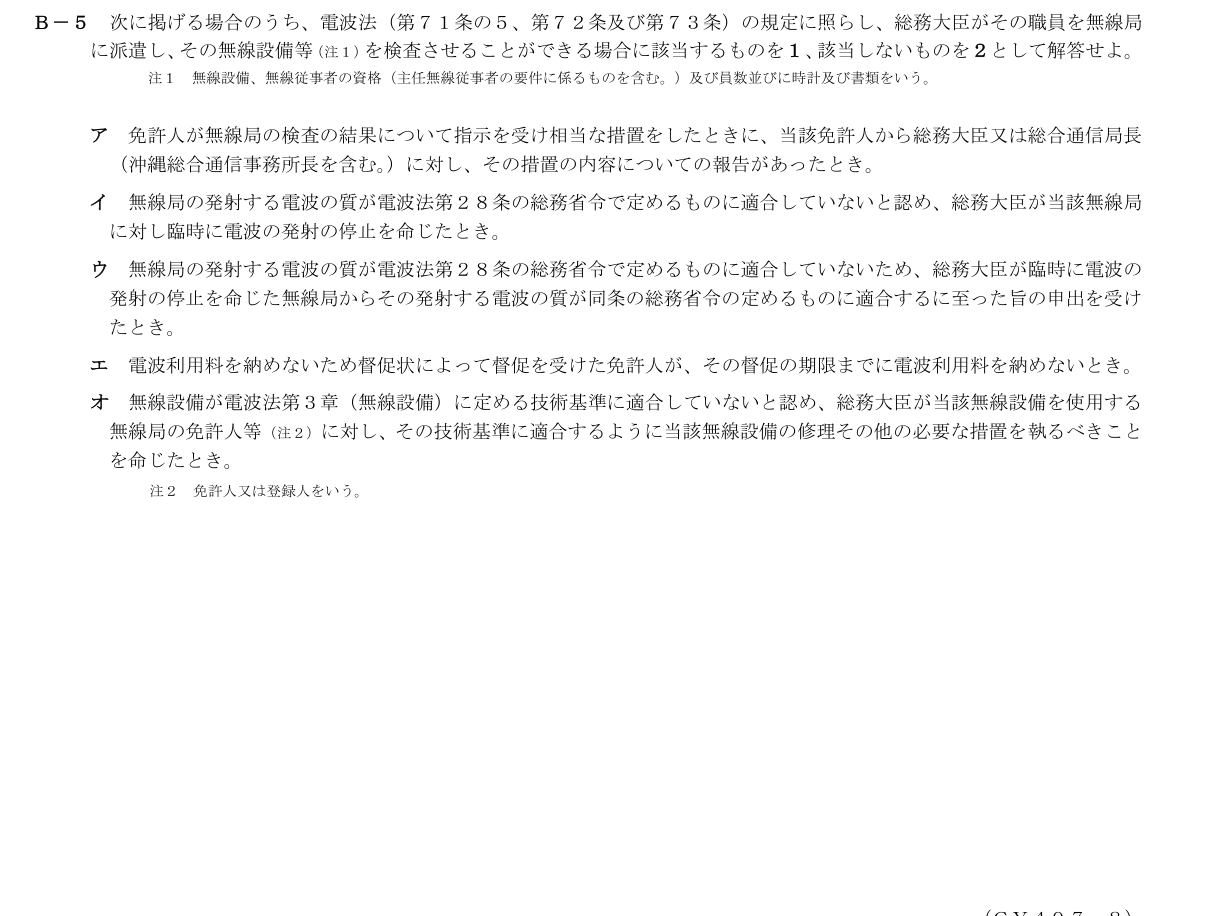 Ｂ－５　次に掲げる場合のうち、電波法（第７１条の５、第７２条及び第７３条）の規定に照らし、総務大臣がその職員を無線局
に派遣し、その無線設備等（注１）を検査させることができる場合に該当するものを１、該当しないものを２として解答せよ。
注１　無線設備、無線従事者の資格（主任無線従事者の要件に係るものを含む。）及び員数並びに時計及び書類をいう。
ア　免許人が無線局の検査の結果について指示を受け相当な措置をしたときに、当該免許人から総務大臣又は総合通信局長
（沖縄総合通信事務所長を含む。）に対し、その措置の内容についての報告があったとき。
イ　無線局の発射する電波の質が電波法第２８条の総務省令で定めるものに適合していないと認め、総務大臣が当該無線局
に対し臨時に電波の発射の停止を命じたとき。
ウ　無線局の発射する電波の質が電波法第２８条の総務省令で定めるものに適合していないため、総務大臣が臨時に電波の
発射の停止を命じた無線局からその発射する電波の質が同条の総務省令の定めるものに適合するに至った旨の申出を受け
たとき。
エ　電波利用料を納めないため督促状によって督促を受けた免許人が、その督促の期限までに電波利用料を納めないとき。
オ　無線設備が電波法第３章（無線設備）に定める技術基準に適合していないと認め、総務大臣が当該無線設備を使用する
無線局の免許人等（注２）に対し、その技術基準に適合するように当該無線設備の修理その他の必要な措置を執るべきこと
を命じたとき。
注２　免許人又は登録人をいう。